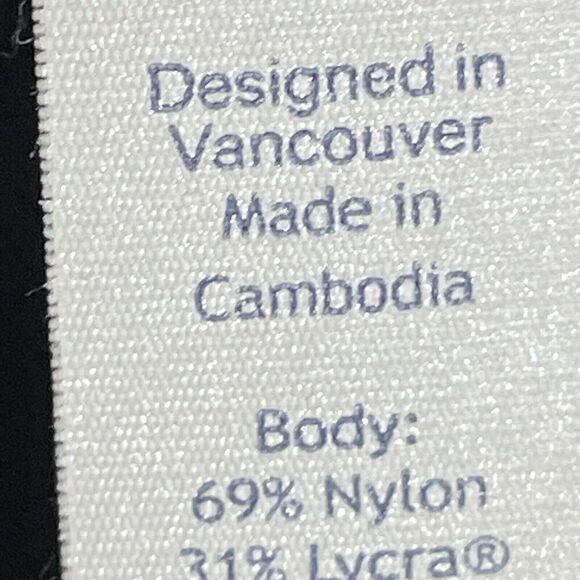 Designed in
Vancouver
Made in
Cambodia
Body:
69% Nylon
31% Lycra®